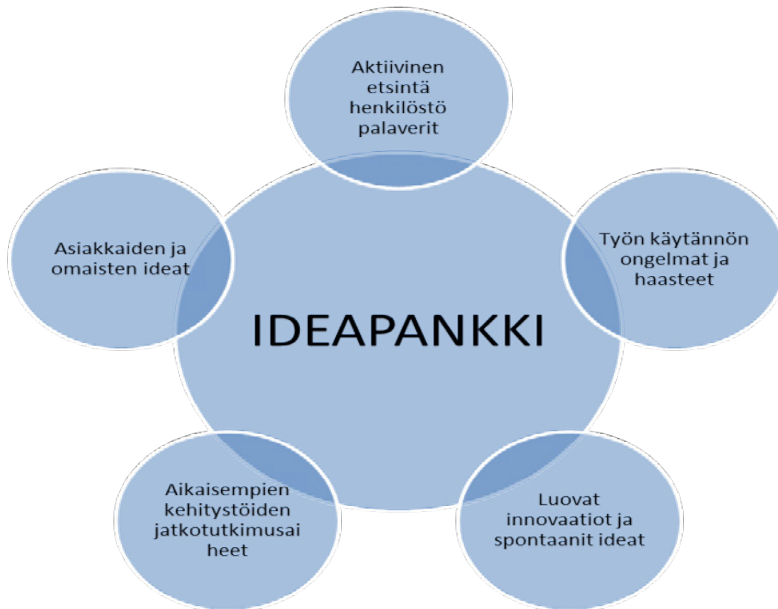 Aktiivinen
etsintä
henkilöstö
palaverit
Asiakkaiden ja
omaisten ideat
Työn käytännön
ongelmat ja
haasteet
IDEAPANKKI
Aikaisempien
kehitystöiden
jatkotutkimusai
heet
Luovat
innovaatiot ja
spontaanit ideat